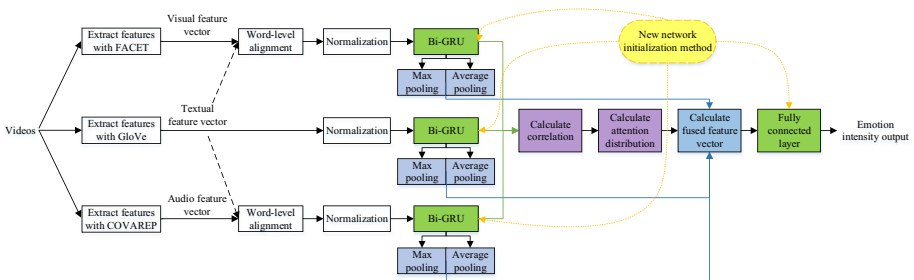 Visual feature
vector
Extract features
with FACET
Word-level
alignment
Normalization
Bi-GRU
Max
pooling
Average
pooling
New network
initialization method
Videos
Extract features
with GloVe
Textual
feature vector
Normalization
Bi-GRU
Max
pooling
Average
pooling
Calculate
correlation
Calculate
attention
distribution
Calculate
fused feature
vector
Fully
connected
layer
Emotion
intensity output
Extract features
with COVAREP
Audio feature
vector
Word-level
alignment
Normalization
Bi-GRU
Max
pooling
Average
pooling